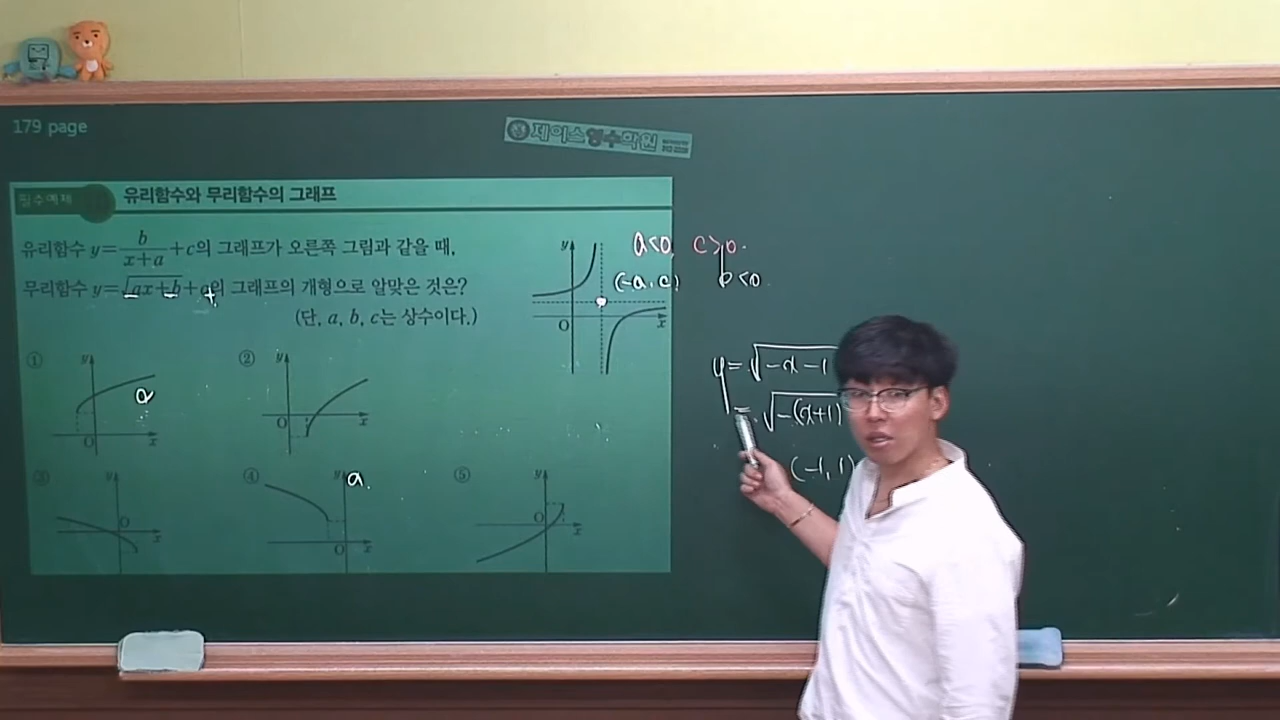 179 page
제이스영수학원
필수예제
유리함수와 무리함수의 그래프
유리함수 y=b/(x+a)+c의 그래프가 오른쪽 그림과 같을 때,
무리함수 y=√(ax+b)+c의 그래프의 개형으로 알맞은 것은?
(단, a, b, c는 상수이다.)
y
O
x
a<0, c>0.
(-a, c)
b<0.
① y
a
O
x
② y
O
x
③ y
O
x
④ y
a.
O
x
⑤ y
O
x
y=√-x-1
=√-(x+1)
(-1, 1)